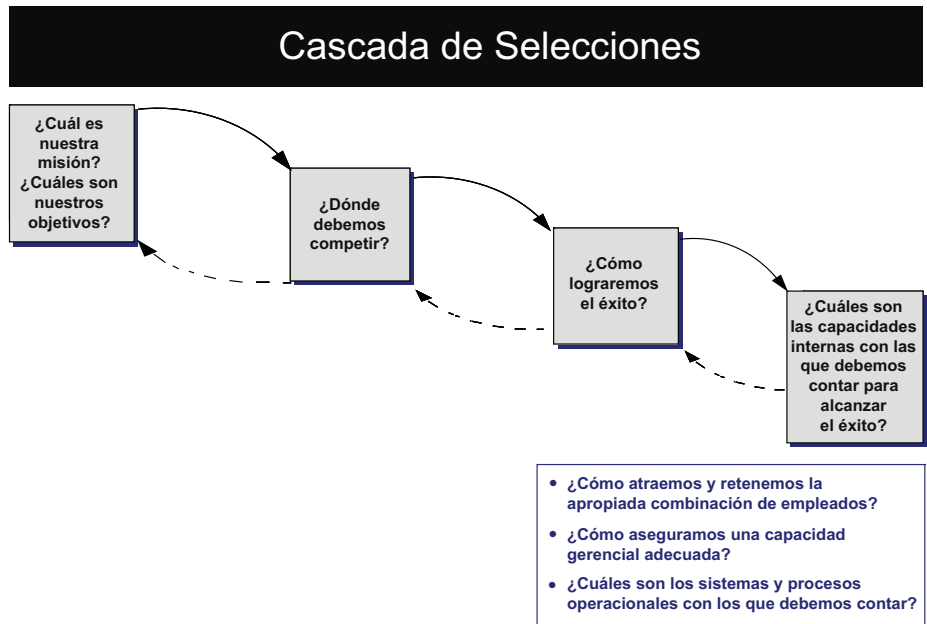 Cascada de Selecciones
¿Cuál es
nuestra
misión?
¿Cuáles son
nuestros
objetivos?
¿Dónde
debemos
competir?
¿Cómo
lograremos
el éxito?
¿Cuáles son
las capacidades
internas con las
que debemos
contar para
alcanzar
el éxito?
• ¿Cómo atraemos y retenemos la
apropiada combinación de empleados?
• ¿Cómo aseguramos una capacidad
gerencial adecuada?
• ¿Cuáles son los sistemas y procesos
operacionales con los que debemos contar?